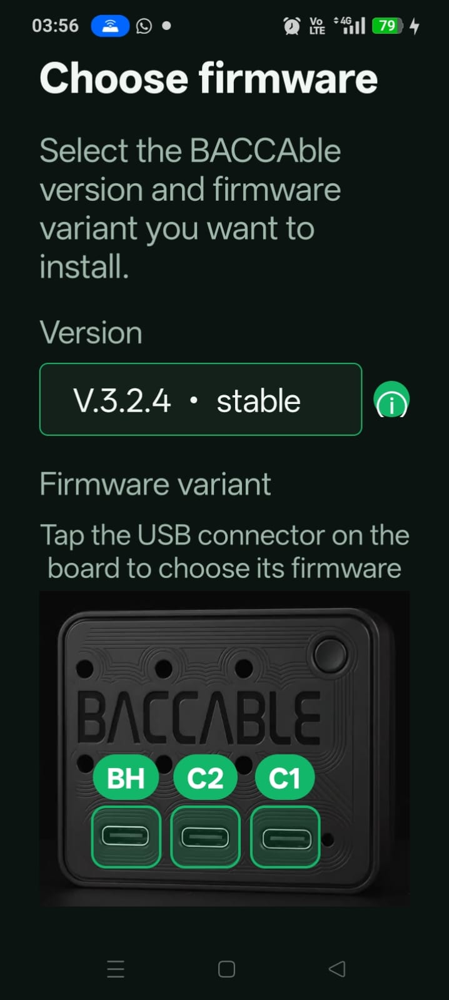 03:56
Vo LTE 4G 79
Choose firmware
Select the BACCAble
version and firmware
variant you want to
install.
Version
V.3.2.4 • stable
i
Firmware variant
Tap the USB connector on the
board to choose its firmware
BACCABLE
BH C2 C1